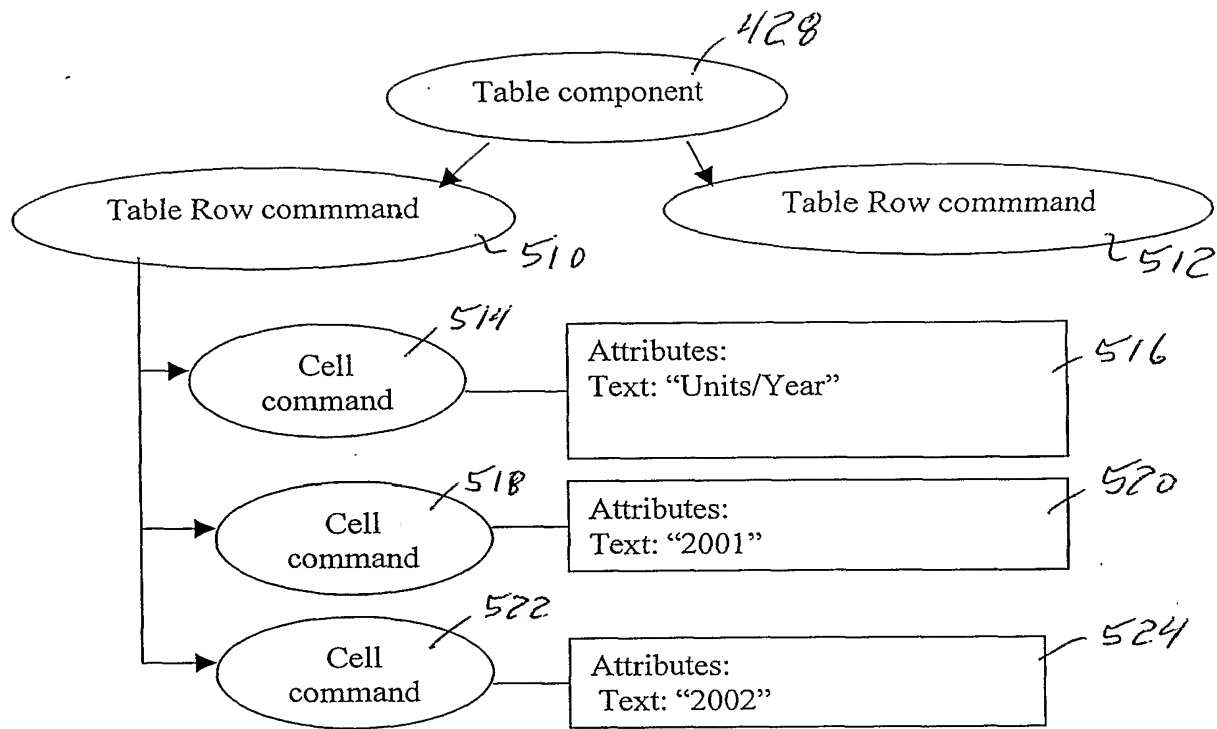 428
Table component
Table Row commmand
510
Table Row commmand
512
514
Cell
command
Attributes:
Text: “Units/Year”
516
518
Cell
command
Attributes:
Text: “2001”
520
522
Cell
command
Attributes:
Text: “2002”
524